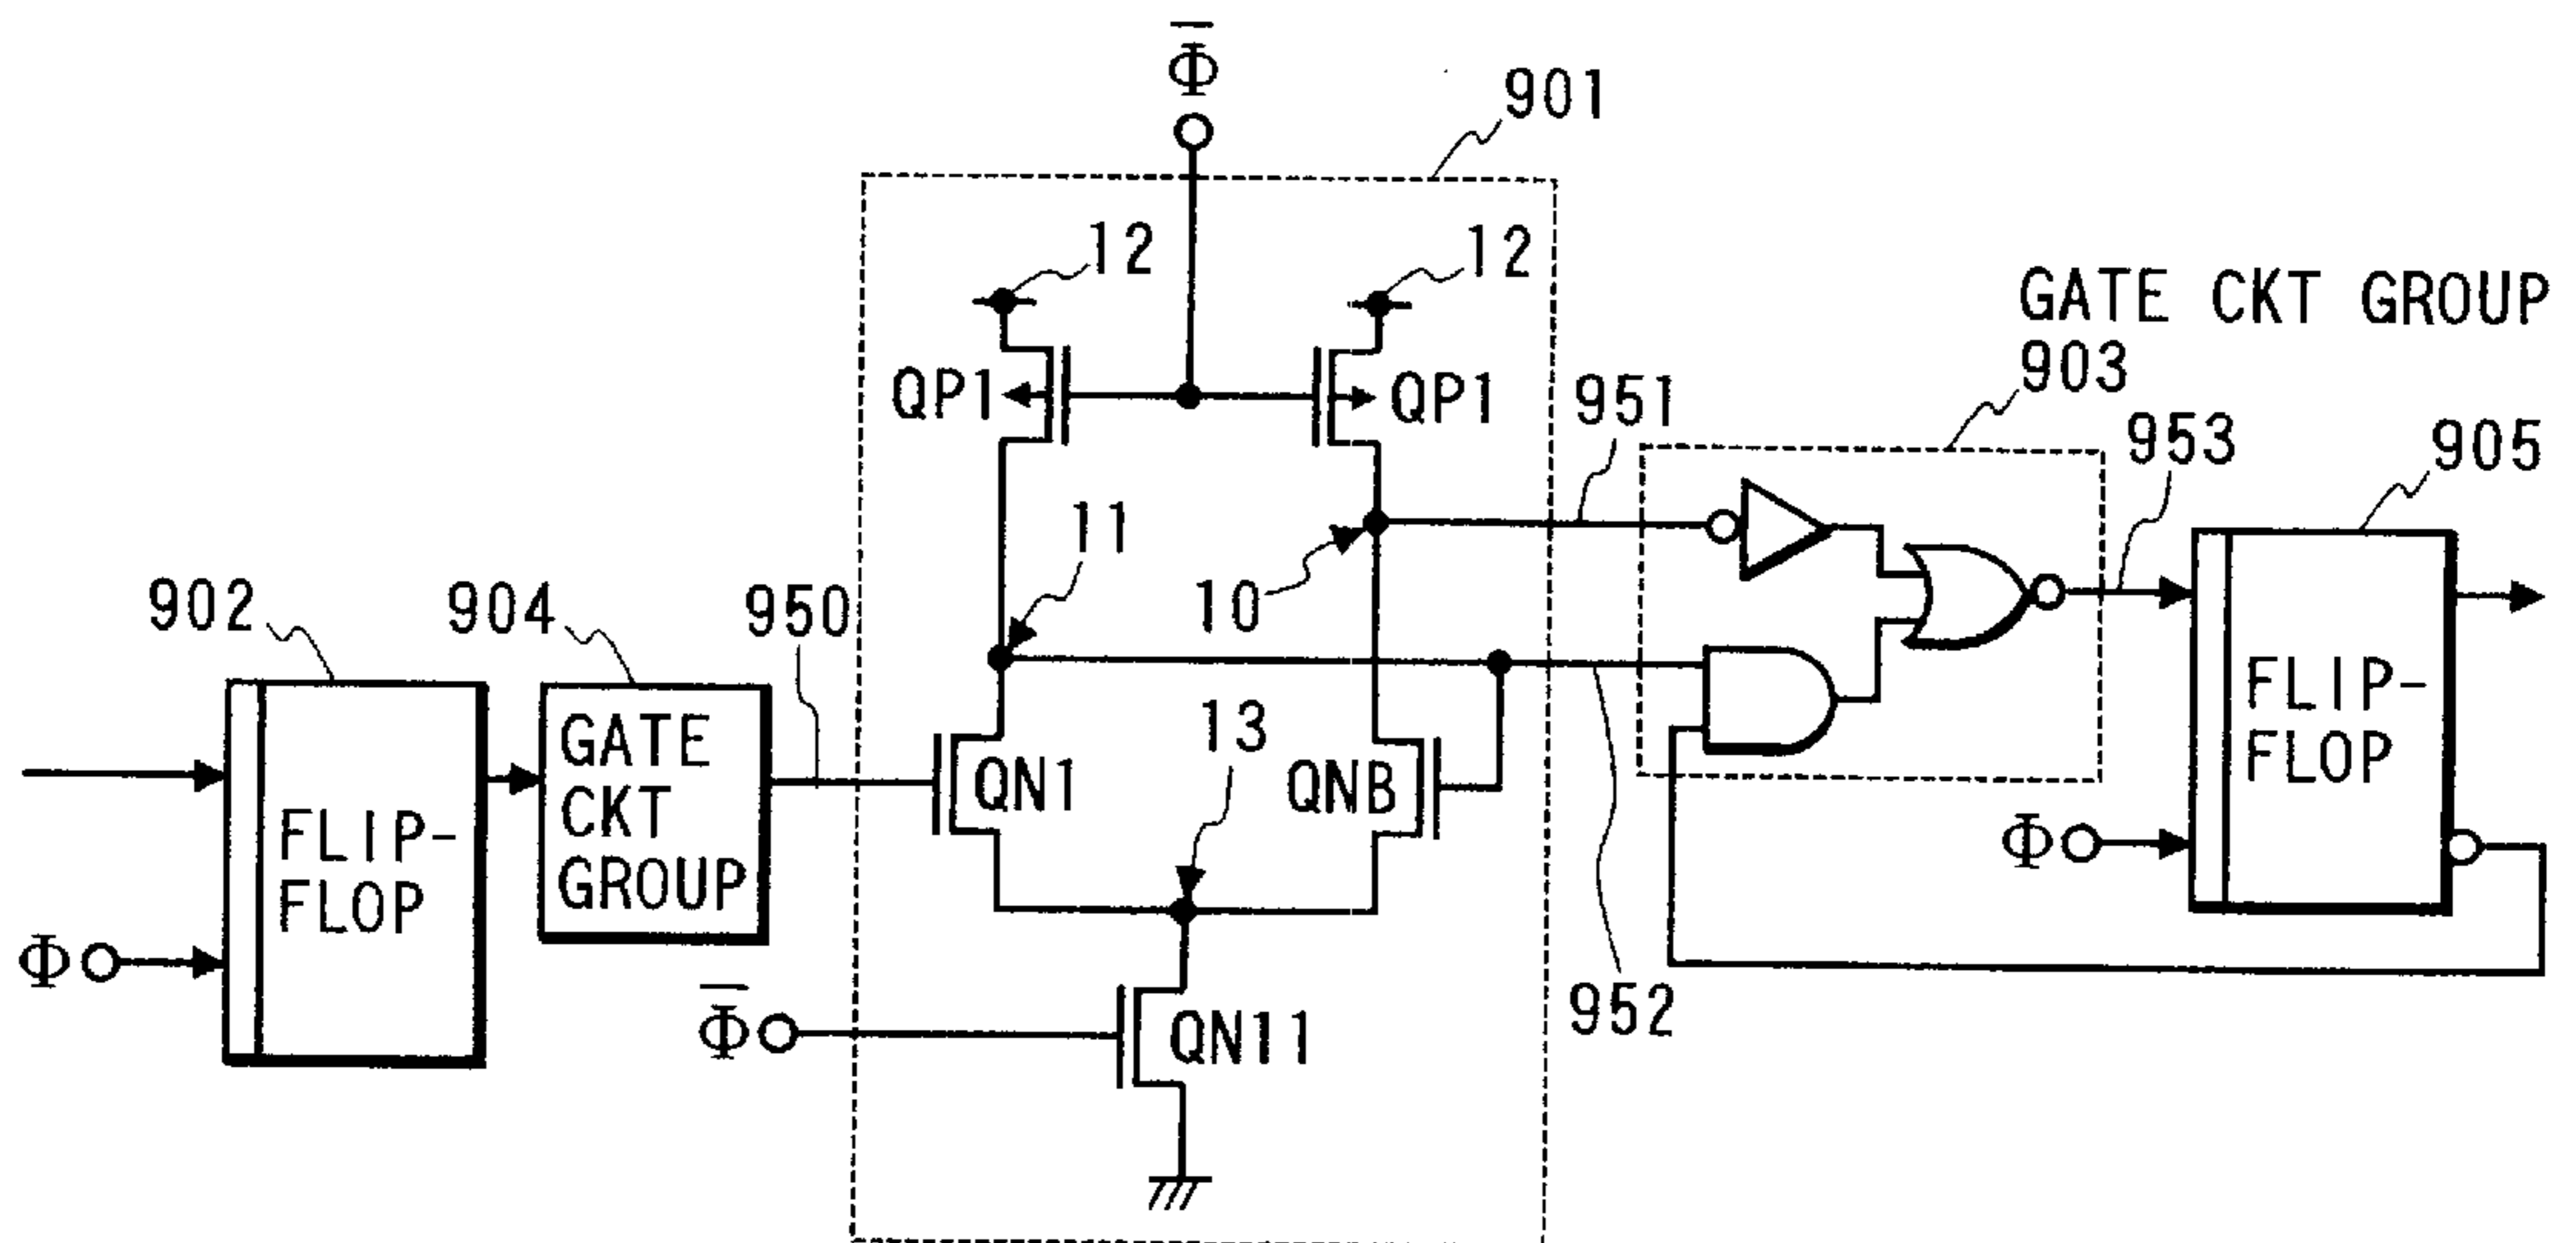 Φ̅
901
12
12
GATE CKT GROUP
903
QP1
QP1
951
953
905
11
10
902
904
950
FLIP-
FLOP
GATE
CKT
GROUP
13
QN1
QNB
FLIP-
FLOP
Φ
Φ
Φ̅
QN11
952